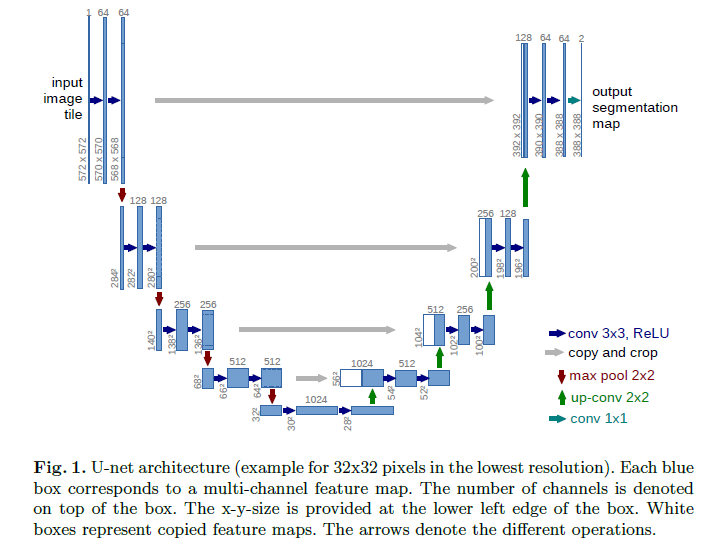 1 64 64
128 64 64 2
input
image
tile
output
segmentation
map
572 x 572
570 x 570
568 x 568
392 x 392
390 x 390
388 x 388
388 x 388
128 128
256 128
284²
282²
280²
200²
198²
196²
256 256
512 256
140²
138²
136²
104²
102²
100²
512 512
1024 512
68²
66²
64²
56²
54²
52²
1024
32²
30²
28²
conv 3x3, ReLU
copy and crop
max pool 2x2
up-conv 2x2
conv 1x1
Fig. 1. U-net architecture (example for 32x32 pixels in the lowest resolution). Each blue
box corresponds to a multi-channel feature map. The number of channels is denoted
on top of the box. The x-y-size is provided at the lower left edge of the box. White
boxes represent copied feature maps. The arrows denote the different operations.